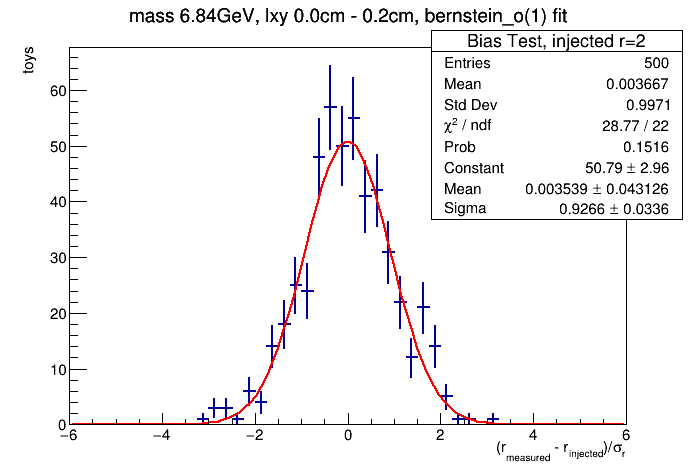 mass 6.84GeV, lxy 0.0cm - 0.2cm, bernstein_o(1) fit
Bias Test, injected r=2
Entries 500
Mean 0.003667
Std Dev 0.9971
χ² / ndf 28.77 / 22
Prob 0.1516
Constant 50.79 ± 2.96
Mean 0.003539 ± 0.043126
Sigma 0.9266 ± 0.0336
toys
60
50
40
30
20
10
0
−6 −4 −2 0 2 4 6
(r_measured - r_injected)/σ_r